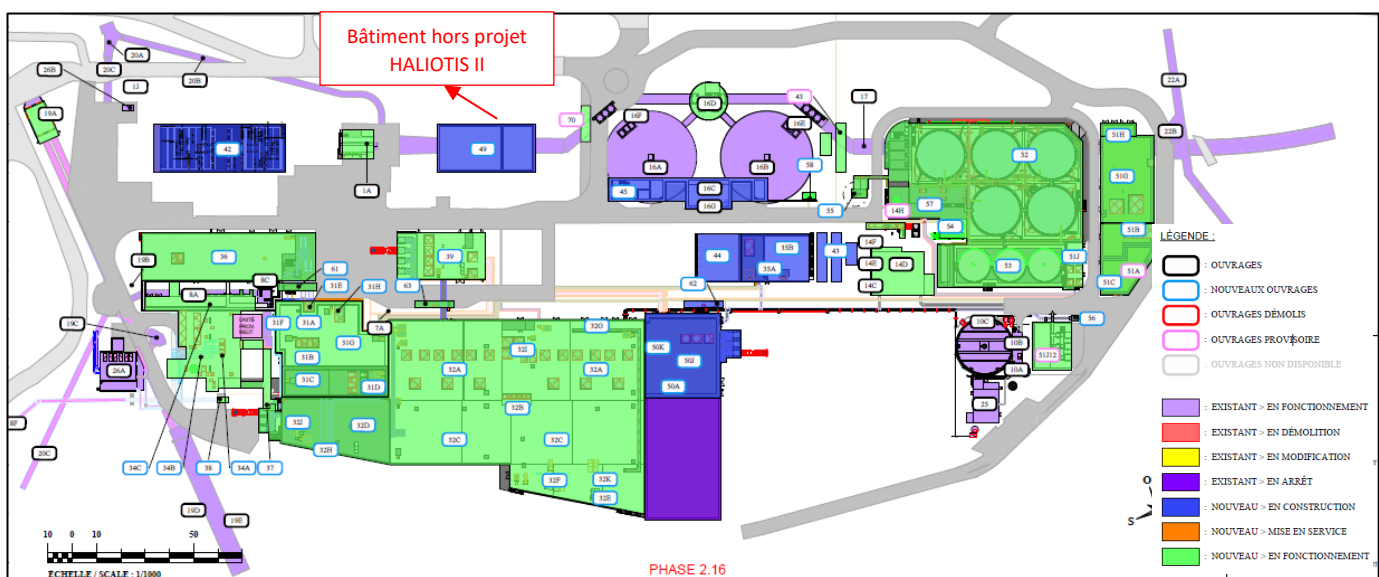 Bâtiment hors projet
HALIOTIS II
20A
20C
20B
26B
1J
19A
42
1A
49
70
16F
16D
43
16E
17
16A
16B
16C
16G
45
58
55
52
57
14H
54
53
51J
51H
51G
51B
51A
51C
22A
22B
19B
36
8A
8C
61
31E
31H
39
63
7A
44
35B
35A
43
62
14F
14E
14D
14C
19C
26A
UNITÉ
PROV
31F
31A
31G
31B
31C
31D
32G
32I
32A
32A
32B
32C
32C
32J
32D
32H
32F
32K
32E
50K
50J
50A
10C
10B
10A
25
51J12
56
8F
20C
34C
34B
38
34A
37
19D
19E
10 0 10 50
ÉCHELLE / SCALE : 1/1000
PHASE 2.16
O
S
LÉGENDE :
: OUVRAGES
: NOUVEAUX OUVRAGES
: OUVRAGES DÉMOLIS
: OUVRAGES PROVISOIRE
: OUVRAGES NON DISPONIBLE
: EXISTANT > EN FONCTIONNEMENT
: EXISTANT > EN DÉMOLITION
: EXISTANT > EN MODIFICATION
: EXISTANT > EN ARRÊT
: NOUVEAU > EN CONSTRUCTION
: NOUVEAU > MISE EN SERVICE
: NOUVEAU > EN FONCTIONNEMENT